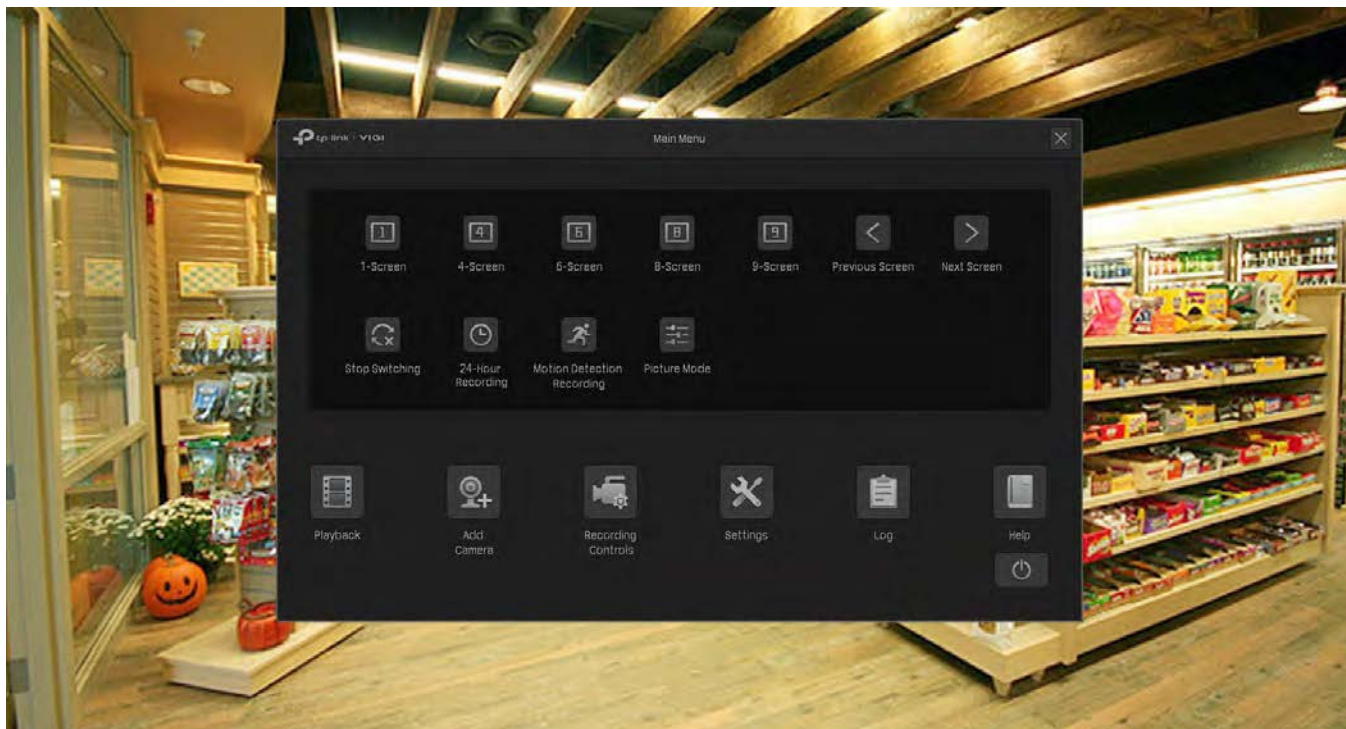 tp-link | VIGI
Main Menu
1
4
6
8
9
1-Screen
4-Screen
6-Screen
8-Screen
9-Screen
Previous Screen
Next Screen
Stop Switching
24-Hour
Recording
Motion Detection
Recording
Picture Mode
Playback
Add
Camera
Recording
Controls
Settings
Log
Help